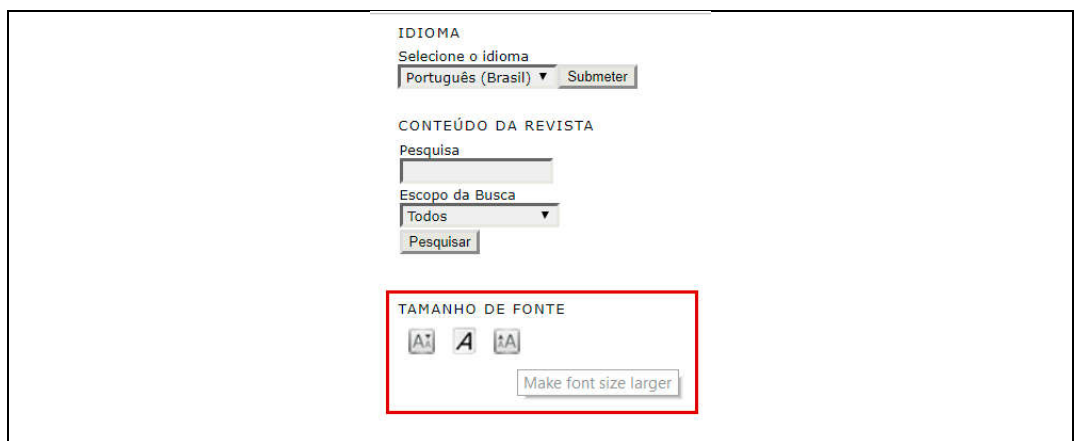 IDIOMA
Selecione o idioma
Português (Brasil) ▼ Submeter
CONTEÚDO DA REVISTA
Pesquisa
Escopo da Busca
Todos ▼
Pesquisar
TAMANHO DE FONTE
A A A
Make font size larger